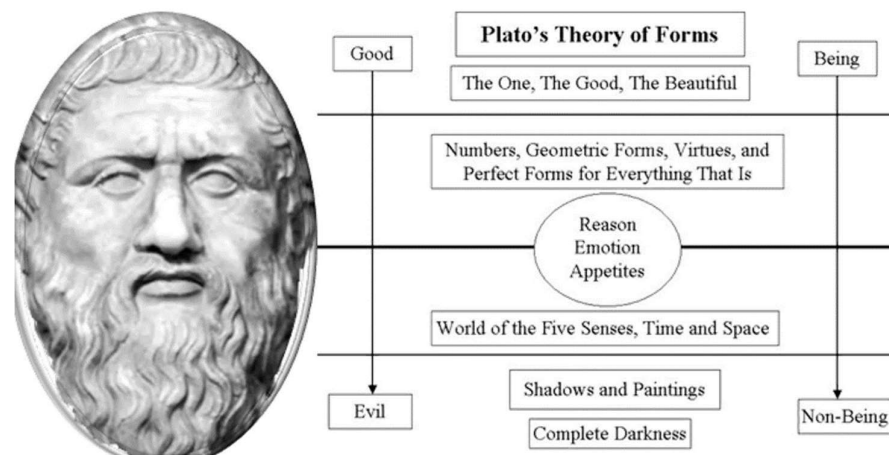 Good
Plato's Theory of Forms
Being
The One, The Good, The Beautiful
Numbers, Geometric Forms, Virtues, and
Perfect Forms for Everything That Is
Reason
Emotion
Appetites
World of the Five Senses, Time and Space
Shadows and Paintings
Evil
Non-Being
Complete Darkness